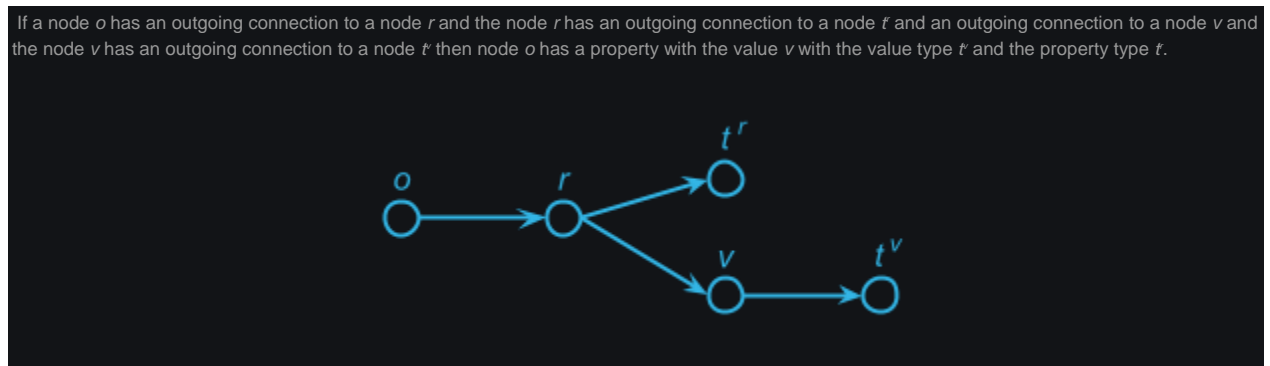 If a node o has an outgoing connection to a node r and the node r has an outgoing connection to a node tʳ and an outgoing connection to a node v and
the node v has an outgoing connection to a node tᵛ then node o has a property with the value v with the value type tᵛ and the property type tʳ.
tʳ
o
r
tᵛ
v